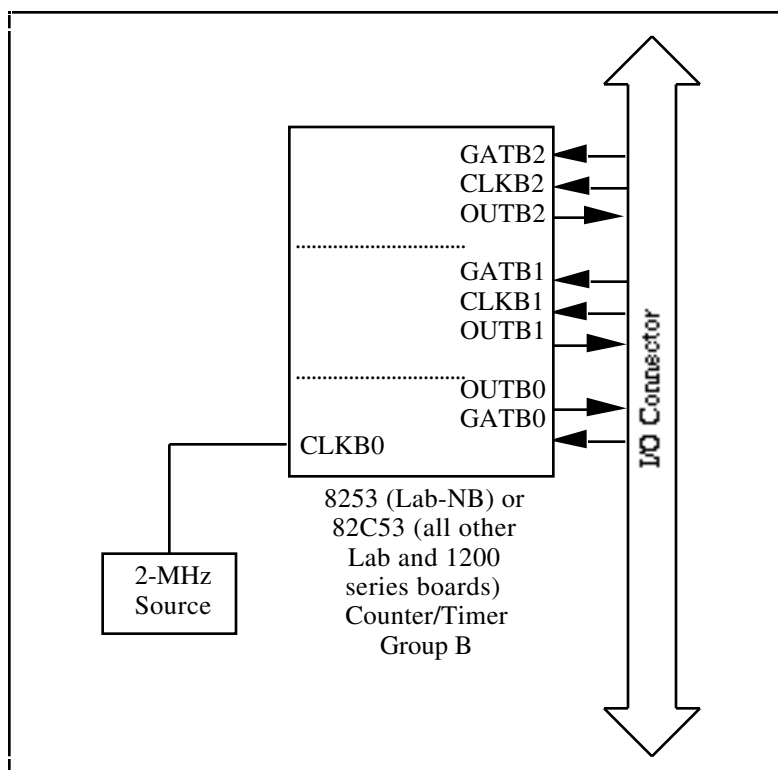 GATB2
CLKB2
OUTB2
GATB1
CLKB1
OUTB1
OUTB0
GATB0
CLKB0
I/O Connector
2-MHz
Source
8253 (Lab-NB) or
82C53 (all other
Lab and 1200
series boards)
Counter/Timer
Group B